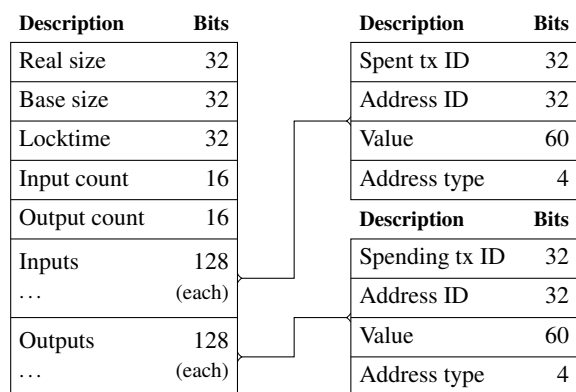 Description Bits
Real size 32
Base size 32
Locktime 32
Input count 16
Output count 16
Inputs 128
... (each)
Outputs 128
... (each)
Description Bits
Spent tx ID 32
Address ID 32
Value 60
Address type 4
Description Bits
Spending tx ID 32
Address ID 32
Value 60
Address type 4